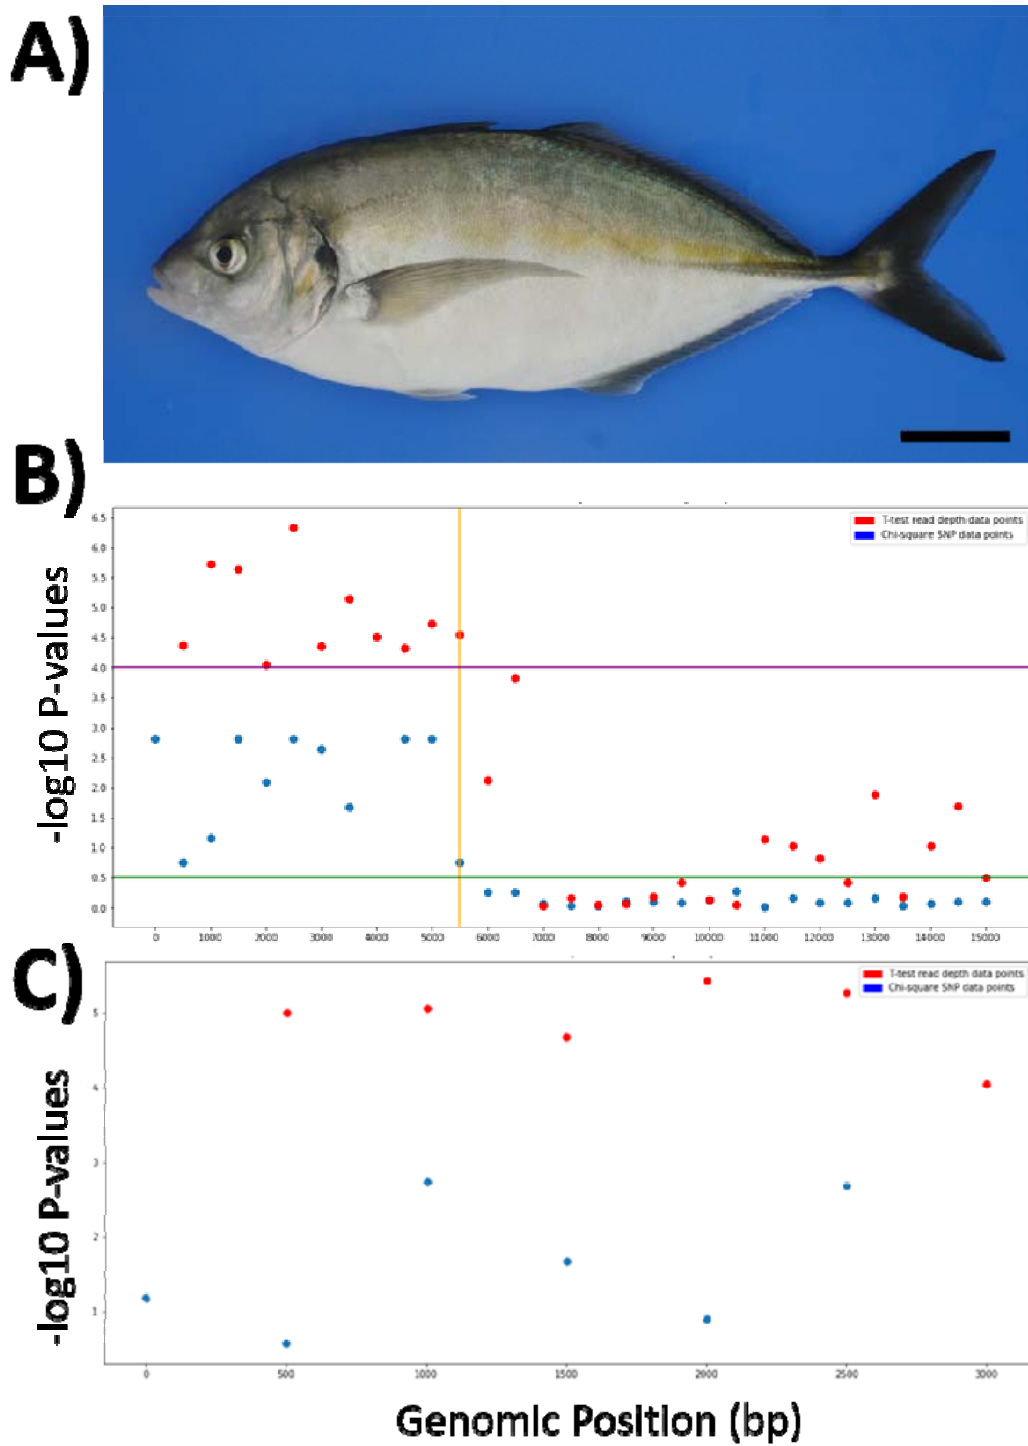 A)
B)
-log10 P-values
T-test read depth data points
Chi-square SNP data points
6.5
6.0
5.5
5.0
4.5
4.0
3.5
3.0
2.5
2.0
1.5
1.0
0.5
0.0
0 1000 2000 3000 4000 5000 6000 7000 8000 9000 10000 11000 12000 13000 14000 15000
C)
-log10 P-values
T-test read depth data points
Chi-square SNP data points
5
4
3
2
1
0 500 1000 1500 2000 2500 3000
Genomic Position (bp)